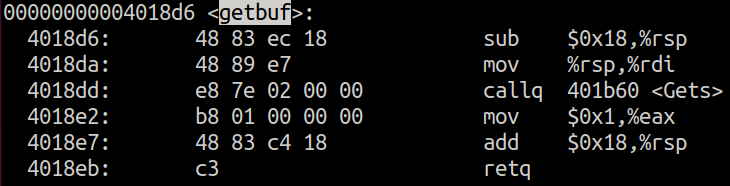 00000000004018d6 <getbuf>:
4018d6: 48 83 ec 18 sub $0x18,%rsp
4018da: 48 89 e7 mov %rsp,%rdi
4018dd: e8 7e 02 00 00 callq 401b60 <Gets>
4018e2: b8 01 00 00 00 mov $0x1,%eax
4018e7: 48 83 c4 18 add $0x18,%rsp
4018eb: c3 retq